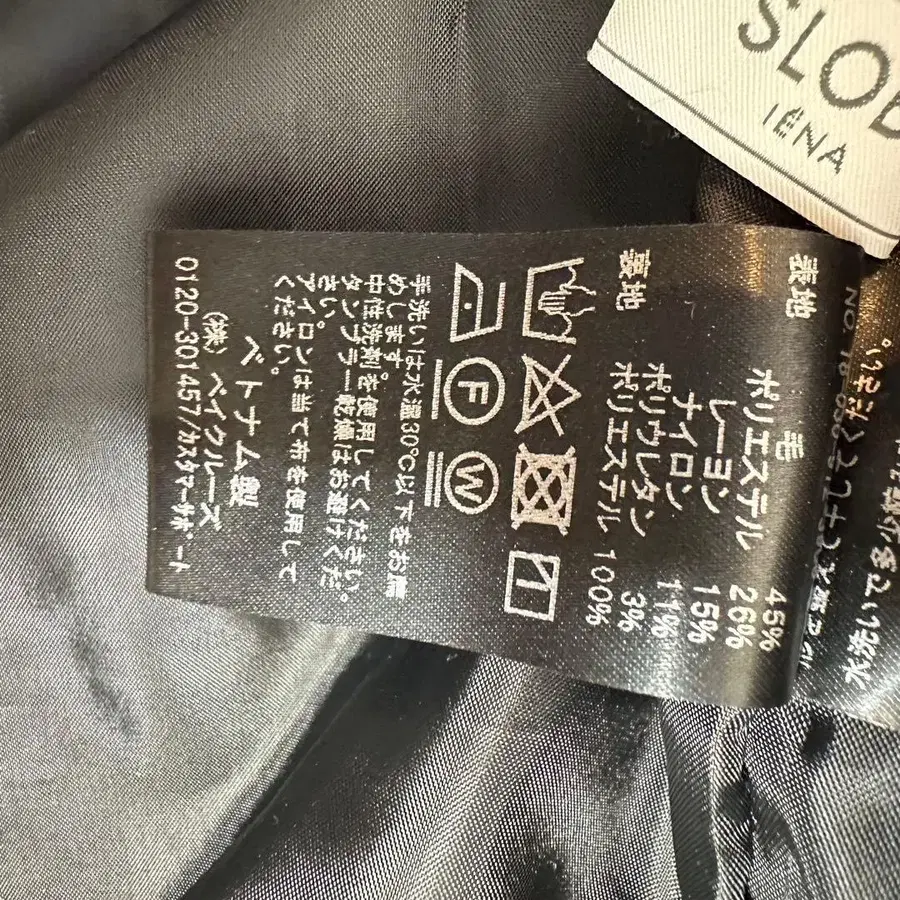 SLOB
IÉNA
表地 毛 45%
ポリエステル 26%
レーヨン 15%
ナイロン 11%
ポリウレタン 3%
裏地 ポリエステル 100%
F
W
手洗いは水温30℃以下をお薦
めします。
中性洗剤を使用してください。
タンブラー乾燥はお避けくだ
さい。
アイロンは当て布を使用して
ください。
ベトナム製
(株)ベイクルーズ
0120-301457/カスタマーサポート
水洗い